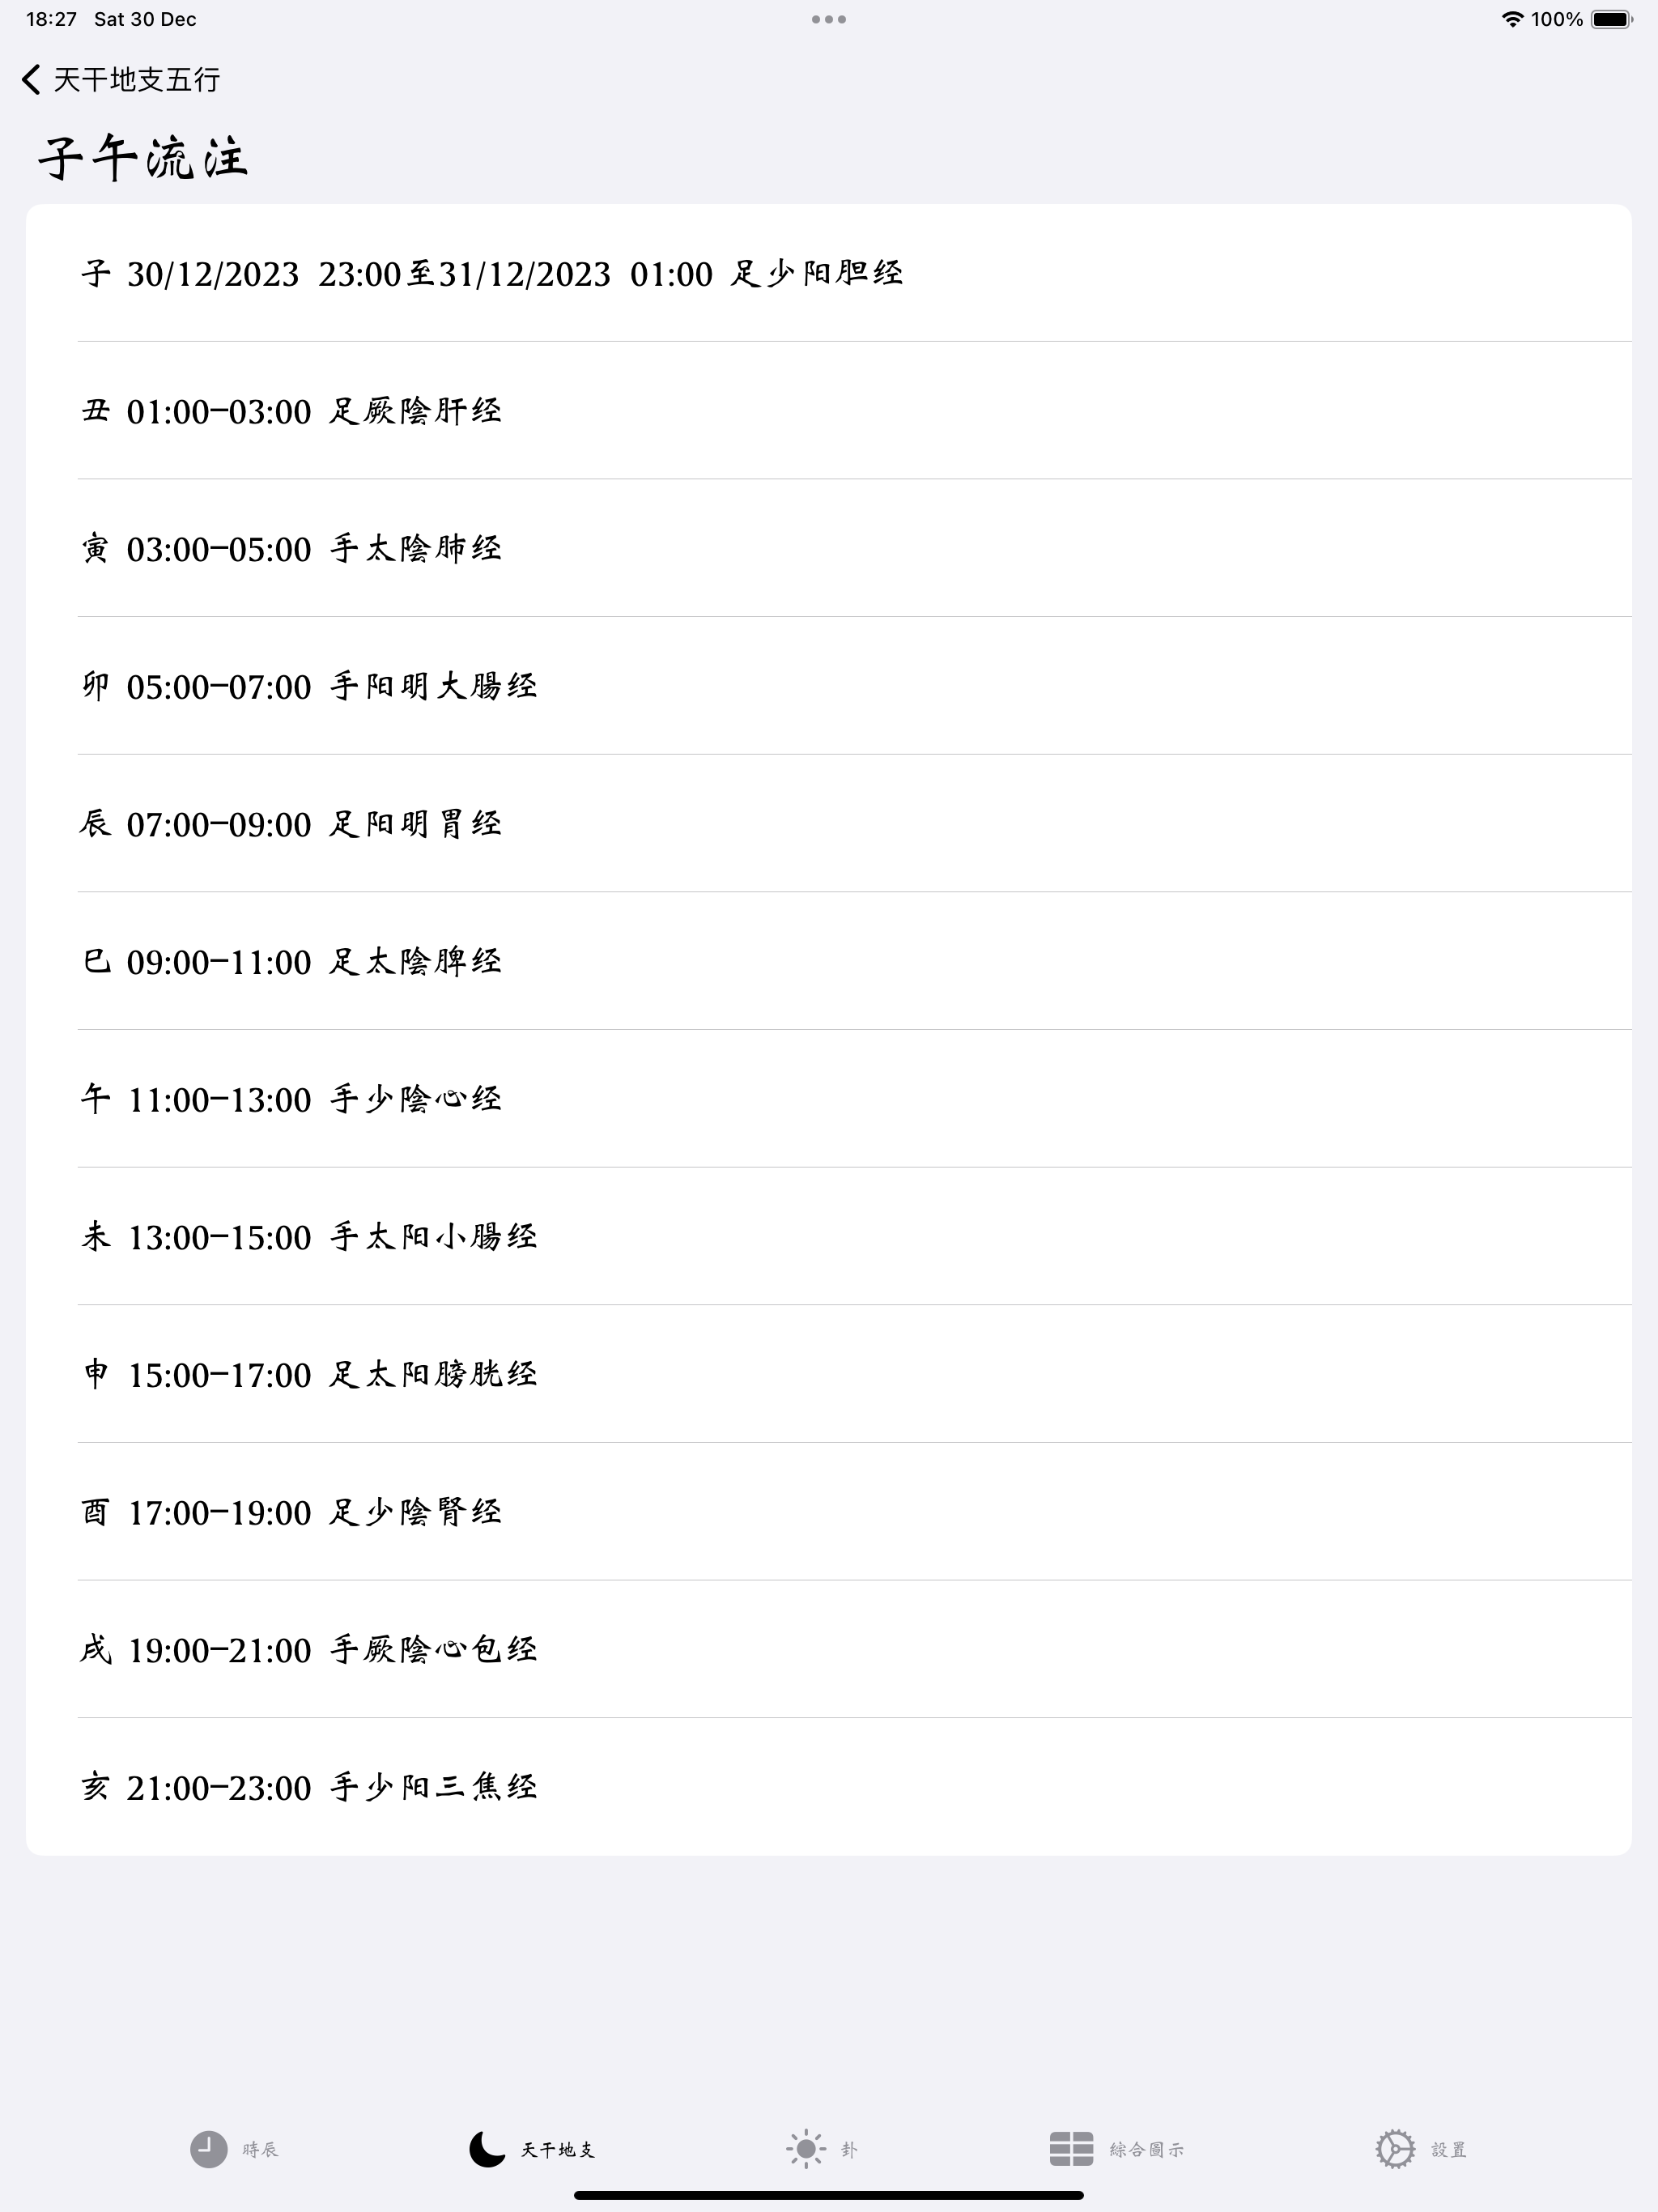 18:27 Sat 30 Dec
100%
天干地支五行
子午流注
子 30/12/2023 23:00至31/12/2023 01:00 足少阳胆经
丑 01:00-03:00 足厥陰肝经
寅 03:00-05:00 手太陰肺经
卯 05:00-07:00 手阳明大腸经
辰 07:00-09:00 足阳明胃经
巳 09:00-11:00 足太陰脾经
午 11:00-13:00 手少陰心经
未 13:00-15:00 手太阳小腸经
申 15:00-17:00 足太阳膀胱经
酉 17:00-19:00 足少陰腎经
戌 19:00-21:00 手厥陰心包经
亥 21:00-23:00 手少阳三焦经
時辰 天干地支 卦 綜合圖示 設置